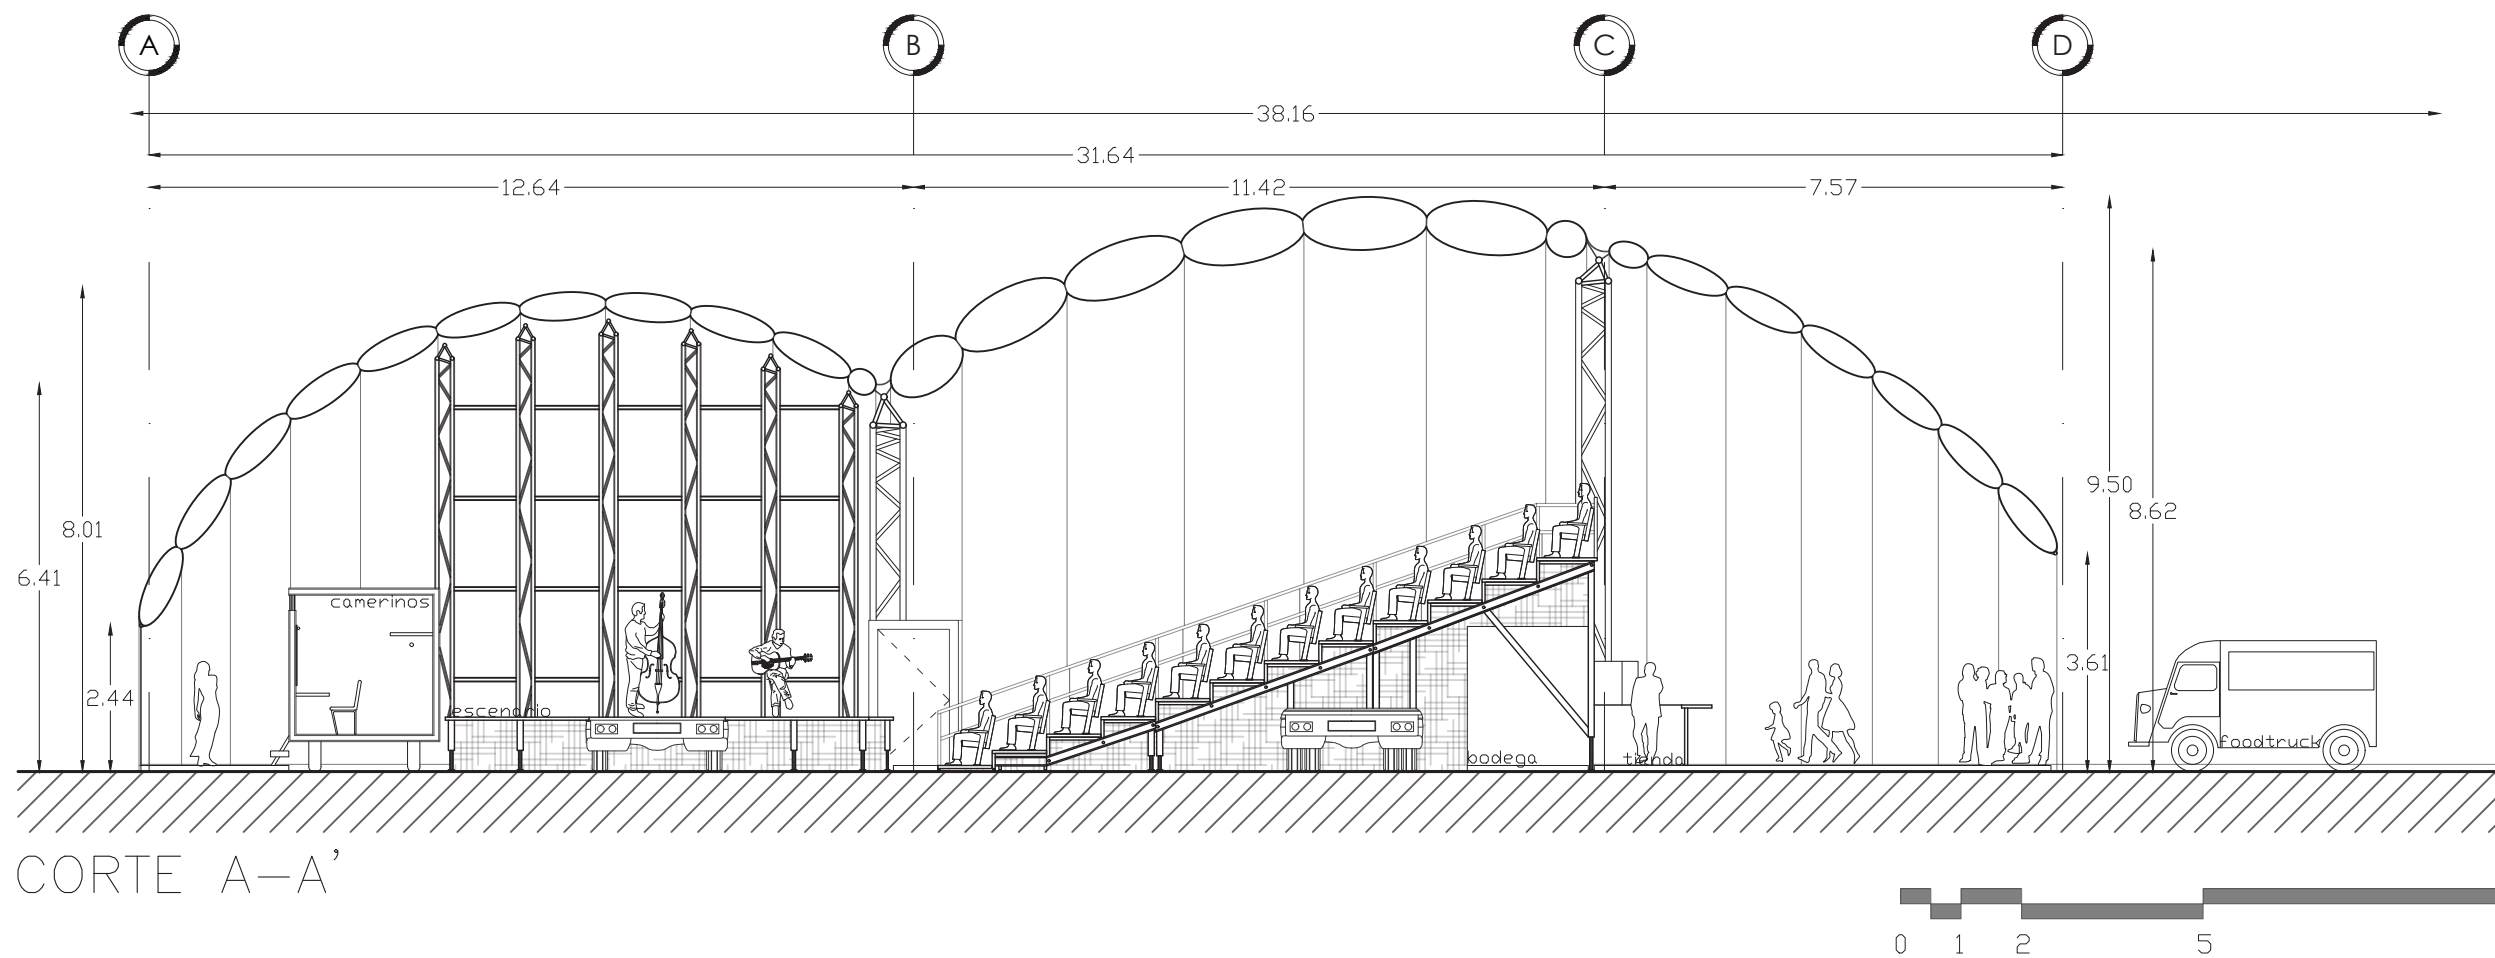 A B C D
38.16
31.64
12.64 11.42 7.57
9.50
8.62
8.01
6.41
camerinos
3.61
2.44
escenario
foodtruck
bodega
tienda
CORTE A-A'
0 1 2 5